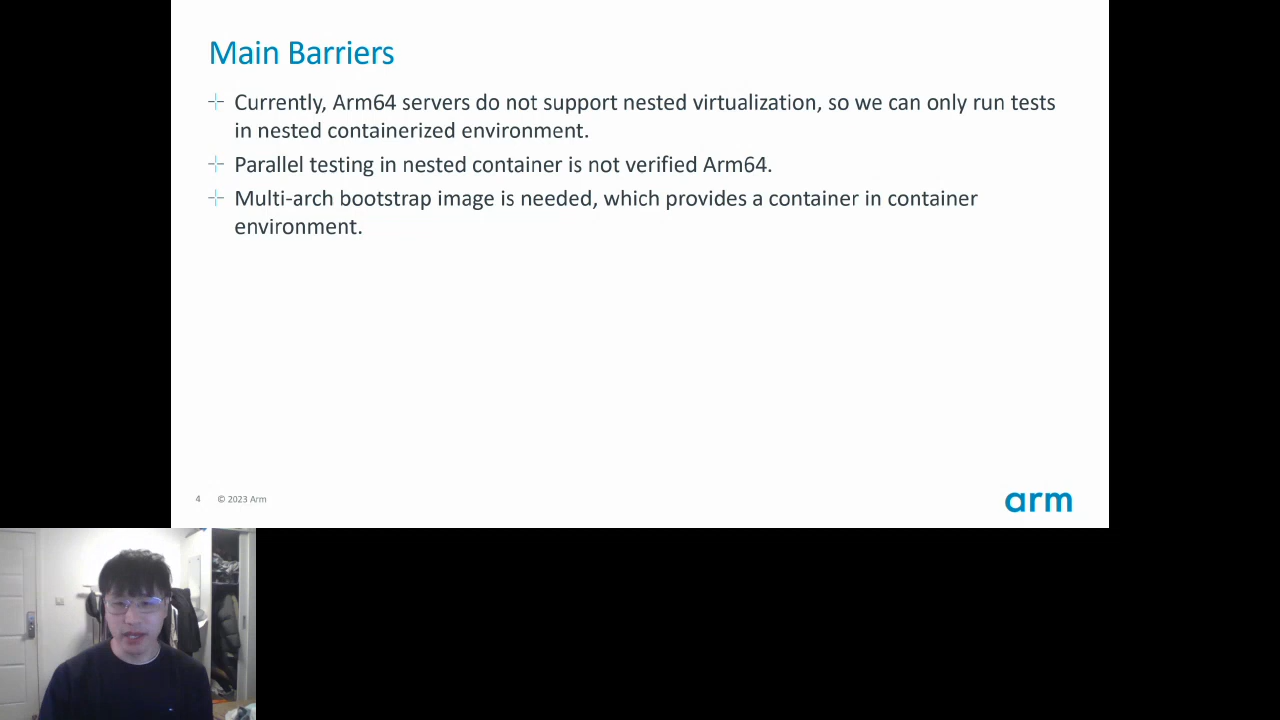 Main Barriers
Currently, Arm64 servers do not support nested virtualization, so we can only run tests
in nested containerized environment.
Parallel testing in nested container is not verified Arm64.
Multi-arch bootstrap image is needed, which provides a container in container
environment.
4 © 2023 Arm
arm